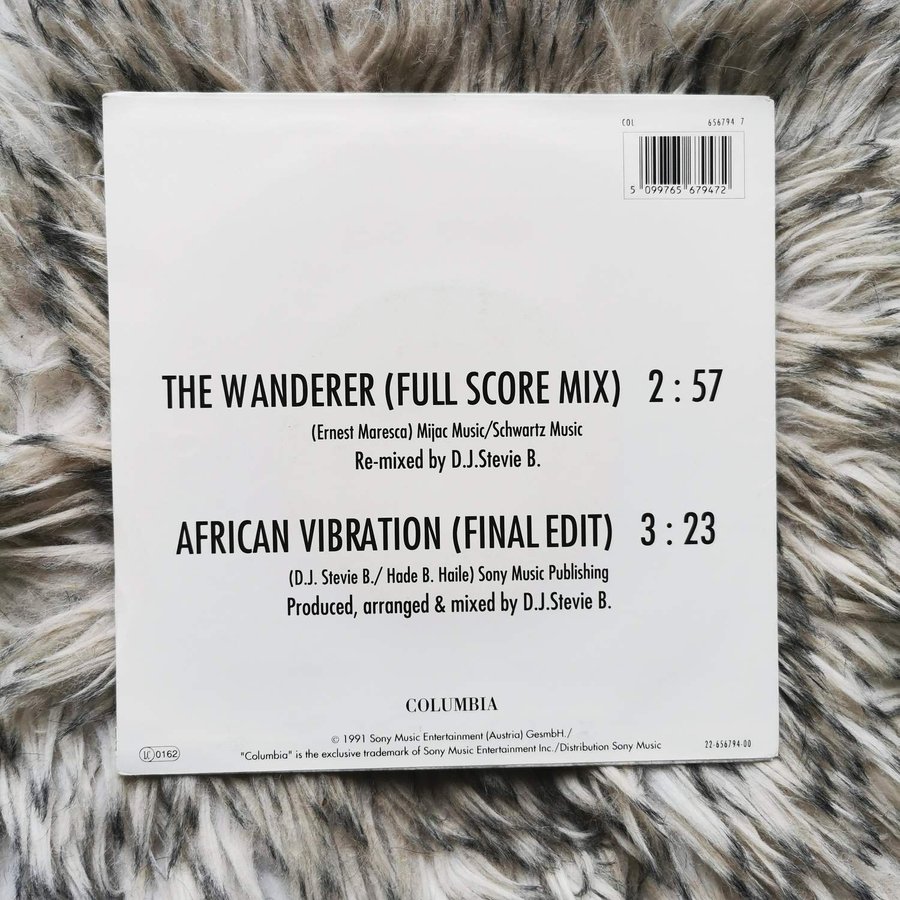 COL 656794 7
5 099765 679472
THE WANDERER (FULL SCORE MIX) 2 : 57
(Ernest Maresca) Mijac Music/Schwartz Music
Re-mixed by D.J.Stevie B.
AFRICAN VIBRATION (FINAL EDIT) 3 : 23
(D.J. Stevie B./ Hade B. Haile) Sony Music Publishing
Produced, arranged & mixed by D.J.Stevie B.
COLUMBIA
© 1991 Sony Music Entertainment (Austria) GesmbH./
LC 0162 "Columbia" is the exclusive trademark of Sony Music Entertainment Inc./Distribution Sony Music 22-656794-00